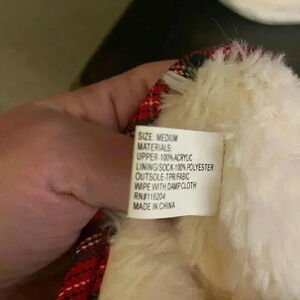 SIZE: MEDIUM
MATERIALS:
UPPER-100% ACRYLIC
LINING/SOCK-100% POLYESTER
OUTSOLE-TPR/FABIC
WIPE WITH DAMP CLOTH
RN#116204
MADE IN CHINA